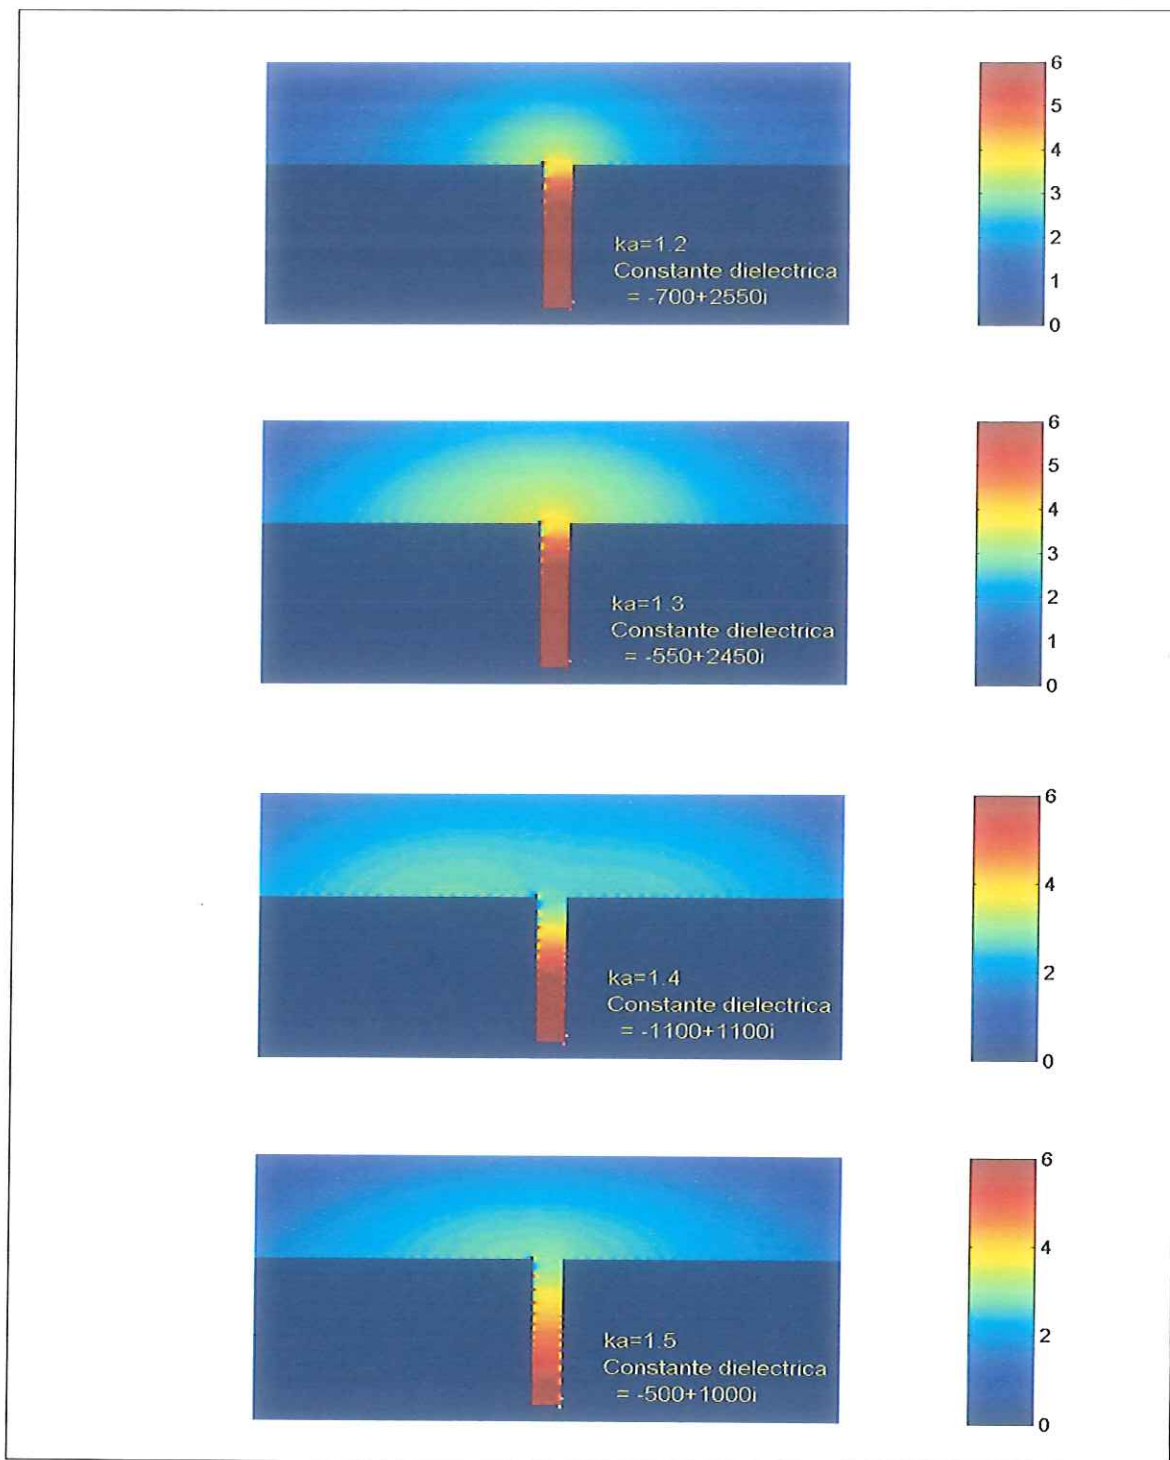 6
5
4
3
2
1
0
ka=1.2
Constante dielectrica
= -700+2550i
6
5
4
3
2
1
0
ka=1.3
Constante dielectrica
= -550+2450i
6
4
2
0
ka=1.4
Constante dielectrica
= -1100+1100i
6
4
2
0
ka=1.5
Constante dielectrica
= -500+1000i